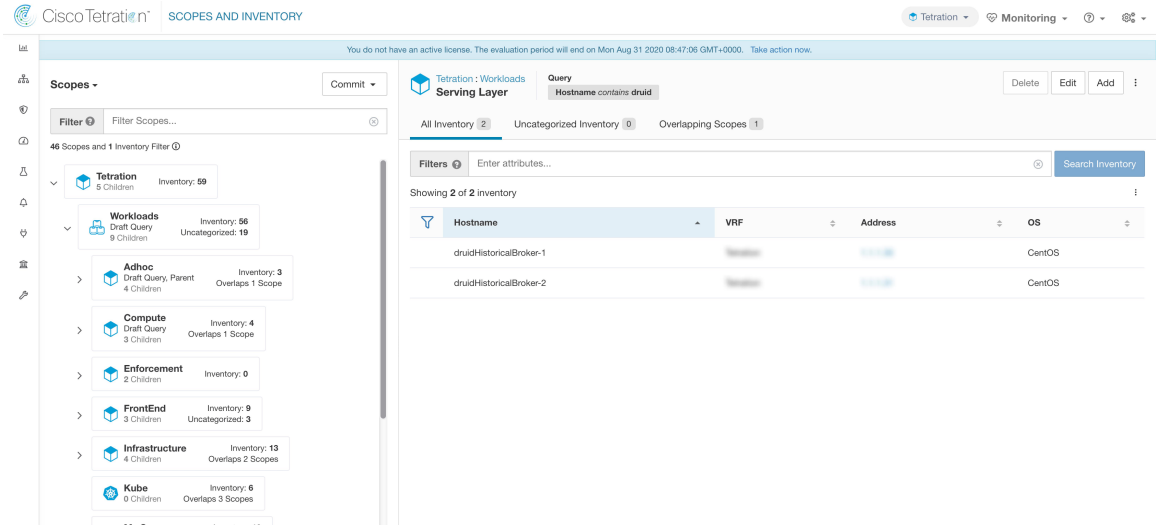 Cisco Tetration™ SCOPES AND INVENTORY
Tetration Monitoring
You do not have an active license. The evaluation period will end on Mon Aug 31 2020 08:47:06 GMT+0000. Take action now.
Scopes
Commit
Filter
Filter Scopes...
46 Scopes and 1 Inventory Filter
Tetration
5 Children
Inventory: 59
Workloads
Draft Query
9 Children
Inventory: 56
Uncategorized: 19
Adhoc
Draft Query, Parent
4 Children
Inventory: 3
Overlaps 1 Scope
Compute
Draft Query
3 Children
Inventory: 4
Overlaps 1 Scope
Enforcement
2 Children
Inventory: 0
FrontEnd
3 Children
Inventory: 9
Uncategorized: 3
Infrastructure
4 Children
Inventory: 13
Overlaps 2 Scopes
Kube
0 Children
Inventory: 6
Overlaps 3 Scopes
Tetration : Workloads
Serving Layer
Query
Hostname contains druid
Delete Edit Add
All Inventory 2 Uncategorized Inventory 0 Overlapping Scopes 1
Filters Enter attributes... Search Inventory
Showing 2 of 2 inventory
Hostname VRF Address OS
druidHistoricalBroker-1 CentOS
druidHistoricalBroker-2 CentOS